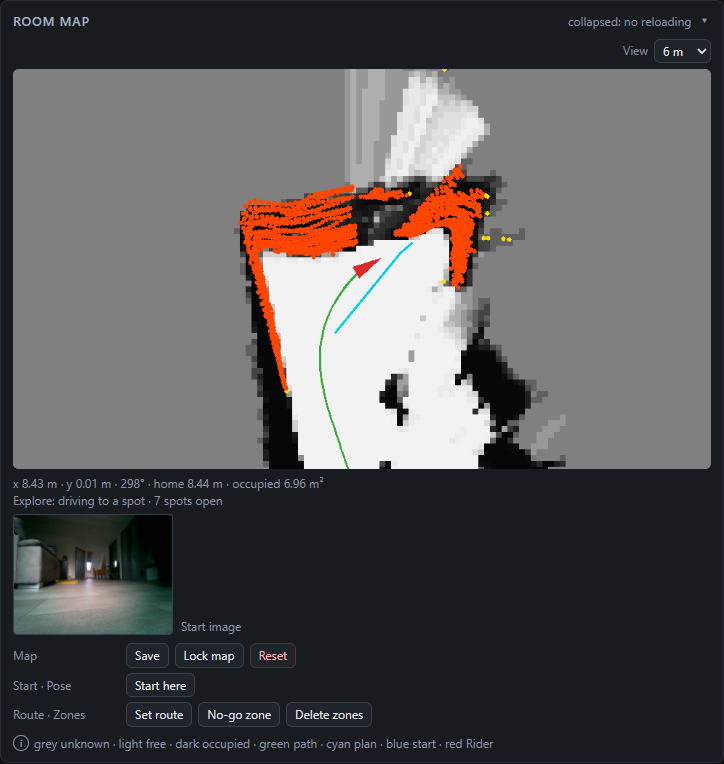 ROOM MAP
collapsed: no reloading ▾
View 6 m
x 8.43 m · y 0.01 m · 298° · home 8.44 m · occupied 6.96 m²
Explore: driving to a spot · 7 spots open
Start image
Map Save Lock map Reset
Start · Pose Start here
Route · Zones Set route No-go zone Delete zones
i grey unknown · light free · dark occupied · green path · cyan plan · blue start · red Rider